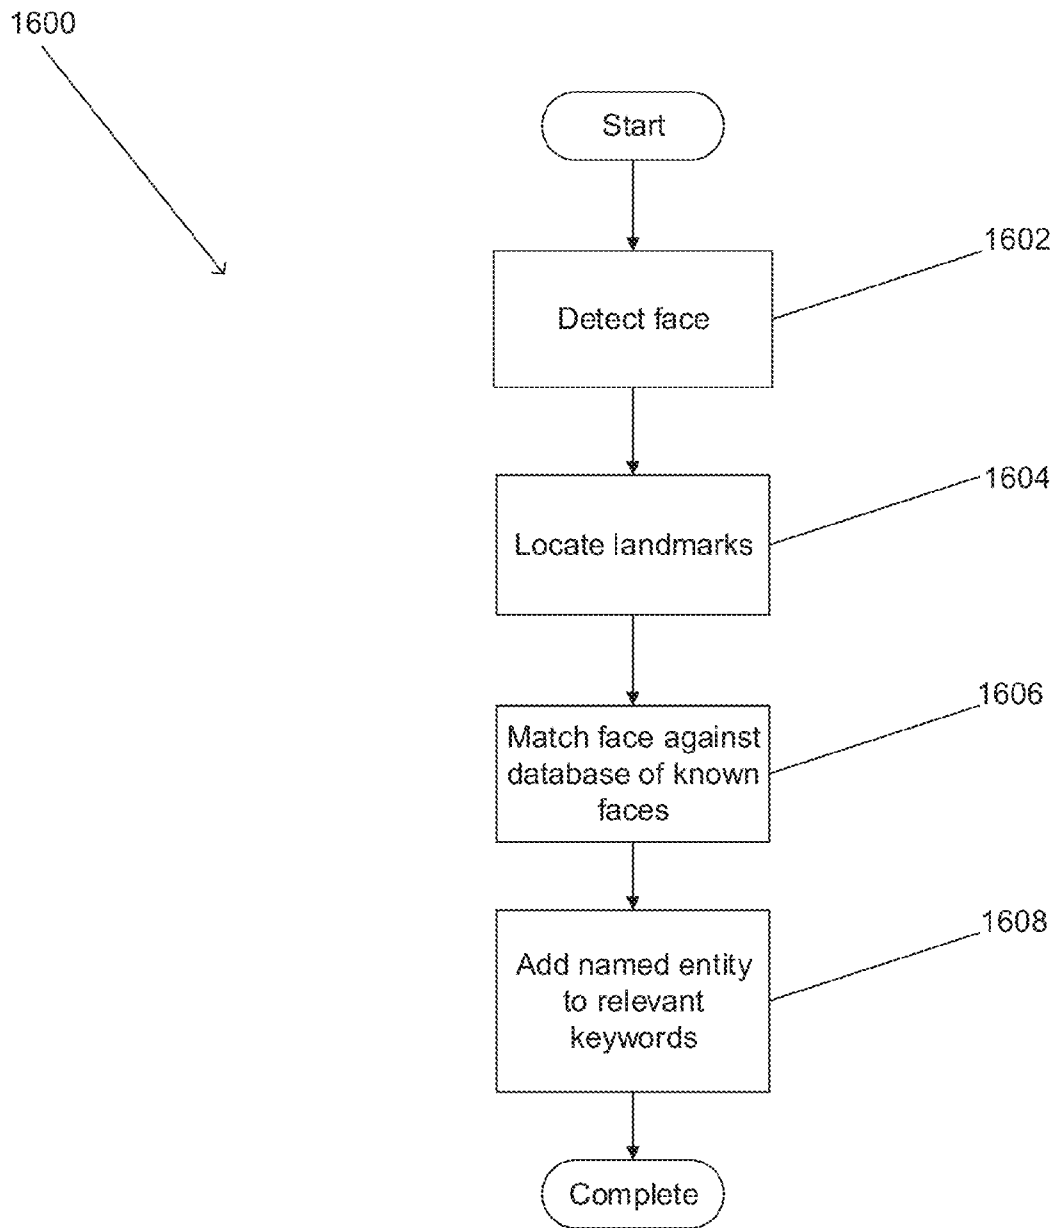 1600
Start
1602
Detect face
1604
Locate landmarks
1606
Match face against
database of known
faces
1608
Add named entity
to relevant
keywords
Complete